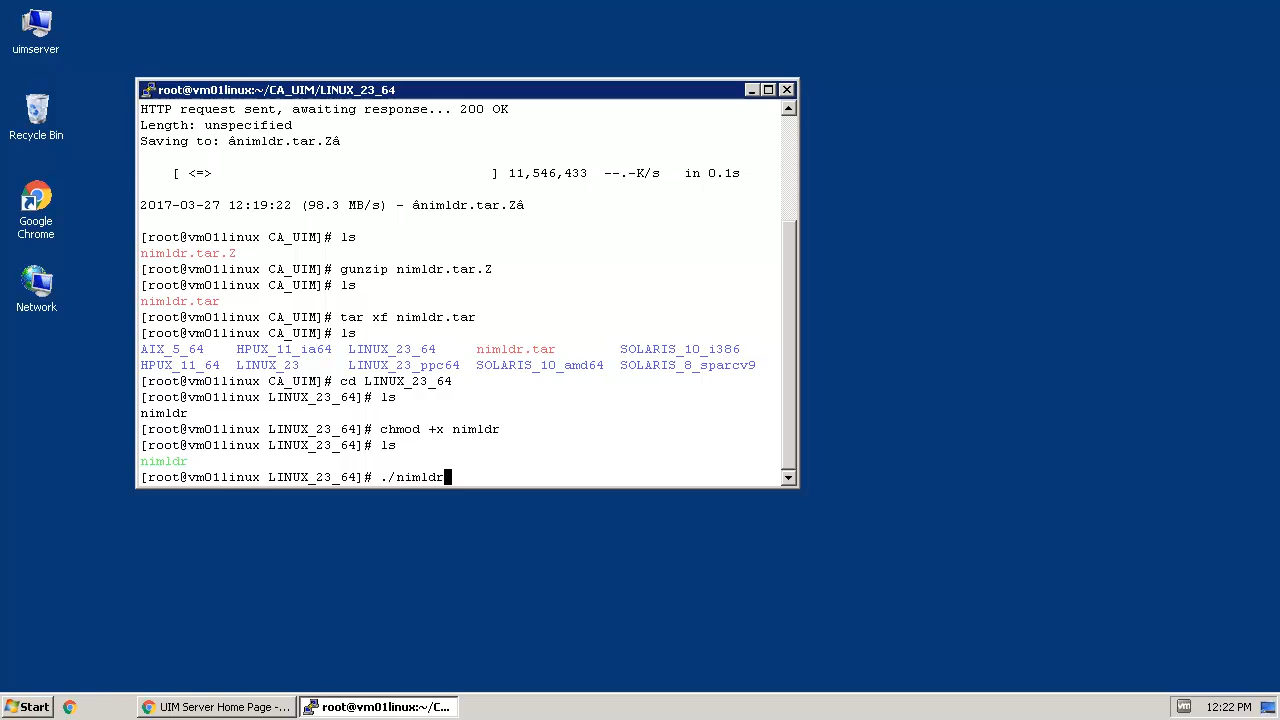 uimserver
Recycle Bin
Google
Chrome
Network
root@vm01linux:~/CA_UIM/LINUX_23_64
HTTP request sent, awaiting response... 200 OK
Length: unspecified
Saving to: ânimldr.tar.Zâ
[ <=> ] 11,546,433 --.-K/s in 0.1s
2017-03-27 12:19:22 (98.3 MB/s) - ânimldr.tar.Zâ
[root@vm01linux CA_UIM]# ls
nimldr.tar.Z
[root@vm01linux CA_UIM]# gunzip nimldr.tar.Z
[root@vm01linux CA_UIM]# ls
nimldr.tar
[root@vm01linux CA_UIM]# tar xf nimldr.tar
[root@vm01linux CA_UIM]# ls
AIX_5_64 HPUX_11_ia64 LINUX_23_64 nimldr.tar SOLARIS_10_i386
HPUX_11_64 LINUX_23 LINUX_23_ppc64 SOLARIS_10_amd64 SOLARIS_8_sparcv9
[root@vm01linux CA_UIM]# cd LINUX_23_64
[root@vm01linux LINUX_23_64]# ls
nimldr
[root@vm01linux LINUX_23_64]# chmod +x nimldr
[root@vm01linux LINUX_23_64]# ls
nimldr
[root@vm01linux LINUX_23_64]# ./nimldr
Start
UIM Server Home Page -...
root@vm01linux:~/C...
vm
12:22 PM